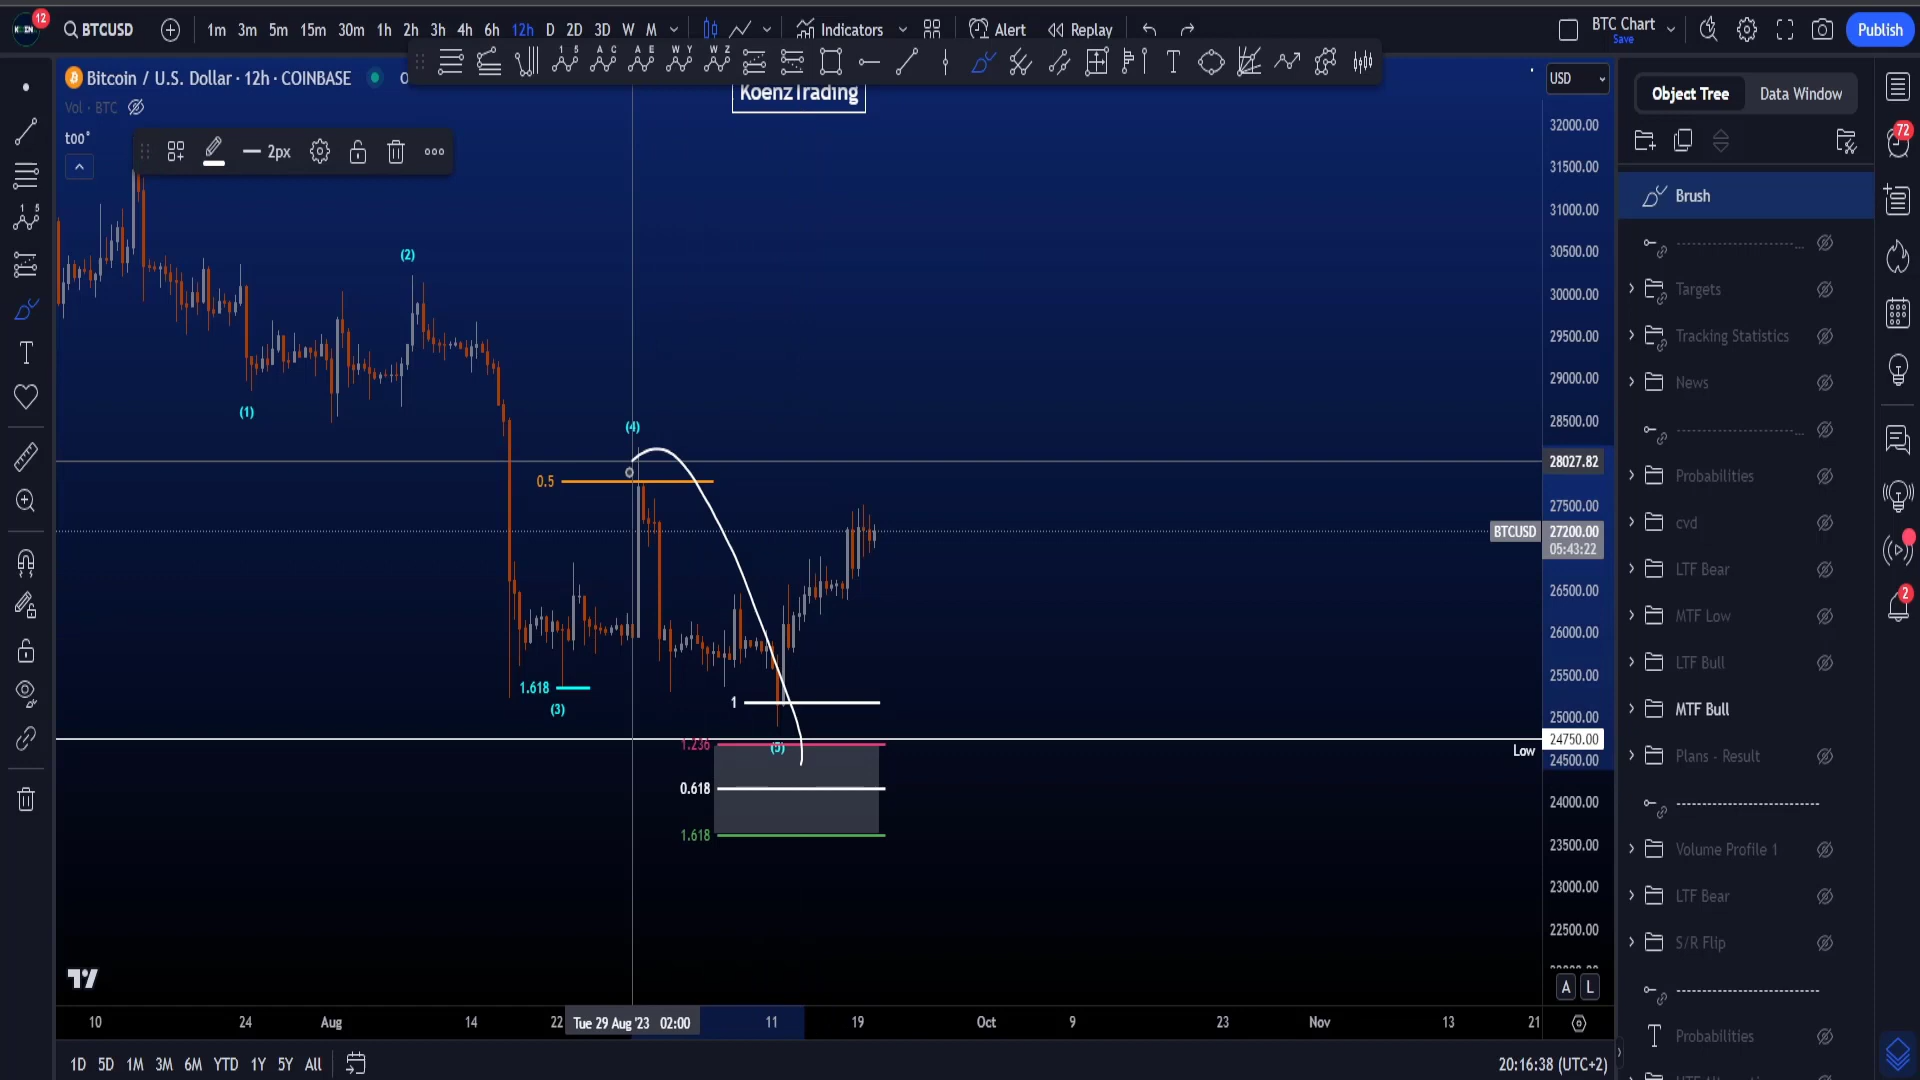 12
BTCUSD
1m 3m 5m 15m 30m 1h 2h 3h 4h 6h 12h D 2D 3D W M
Indicators
Alert
Replay
BTC Chart
Save
Publish
Bitcoin / U.S. Dollar · 12h · COINBASE
Vol · BTC
too°
2px
KoenzTrading
USD
Object Tree
Data Window
Brush
Targets
Tracking Statistics
News
Probabilities
cvd
LTF Bear
MTF Low
LTF Bull
MTF Bull
Plans - Result
Volume Profile 1
LTF Bear
S/R Flip
Probabilities
72
2
32000.00
31500.00
31000.00
30500.00
30000.00
29500.00
29000.00
28500.00
28027.82
27500.00
BTCUSD 27200.00
05:43:22
26500.00
26000.00
25500.00
25000.00
24750.00
Low
24500.00
24000.00
23500.00
23000.00
22500.00
(1)
(2)
(4)
0.5
1.618
(3)
1
1.236
(5)
0.618
1.618
A L
10 24 Aug 14 22 Tue 29 Aug '23 02:00 11 19 Oct 9 23 Nov 13 21
1D 5D 1M 3M 6M YTD 1Y 5Y All
20:16:38 (UTC+2)